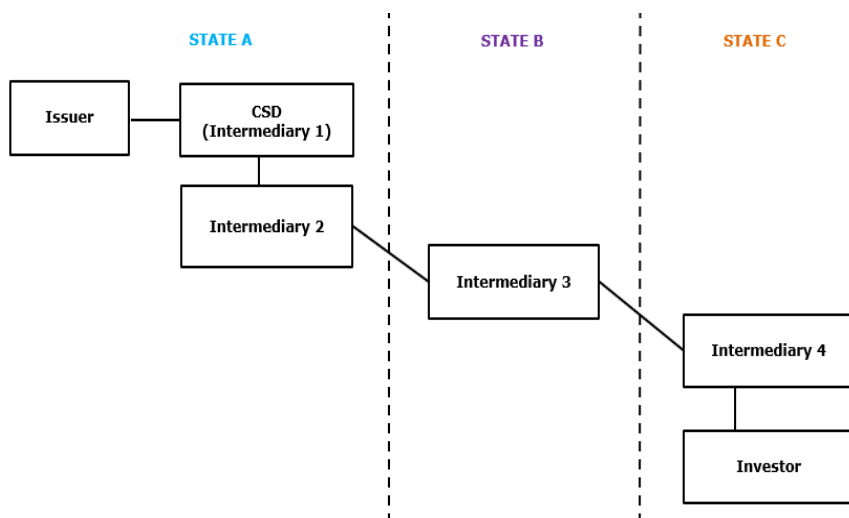 STATE A
STATE B
STATE C
Issuer
CSD
(Intermediary 1)
Intermediary 2
Intermediary 3
Intermediary 4
Investor